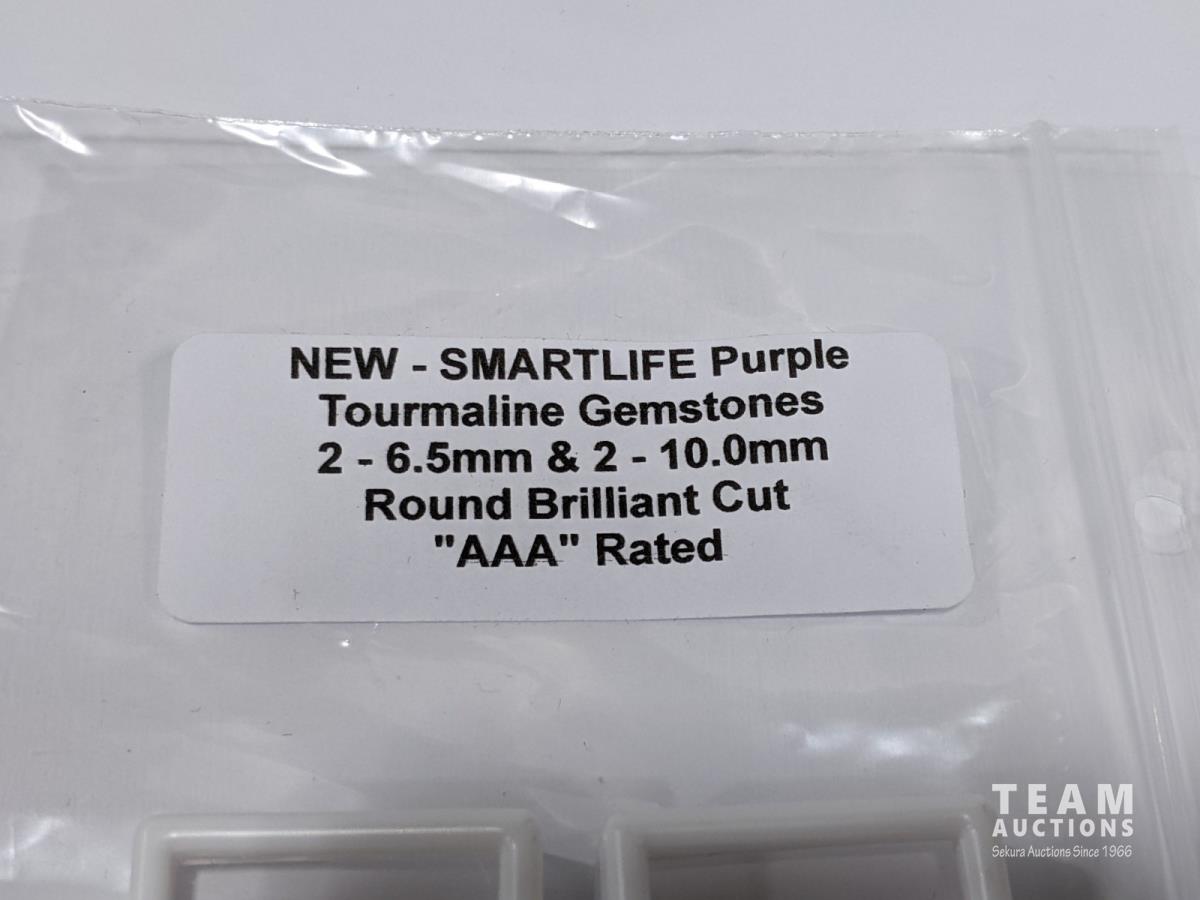 NEW - SMARTLIFE Purple
Tourmaline Gemstones
2 - 6.5mm & 2 - 10.0mm
Round Brilliant Cut
"AAA" Rated
TEAM
AUCTIONS
Sekura Auctions Since 1966